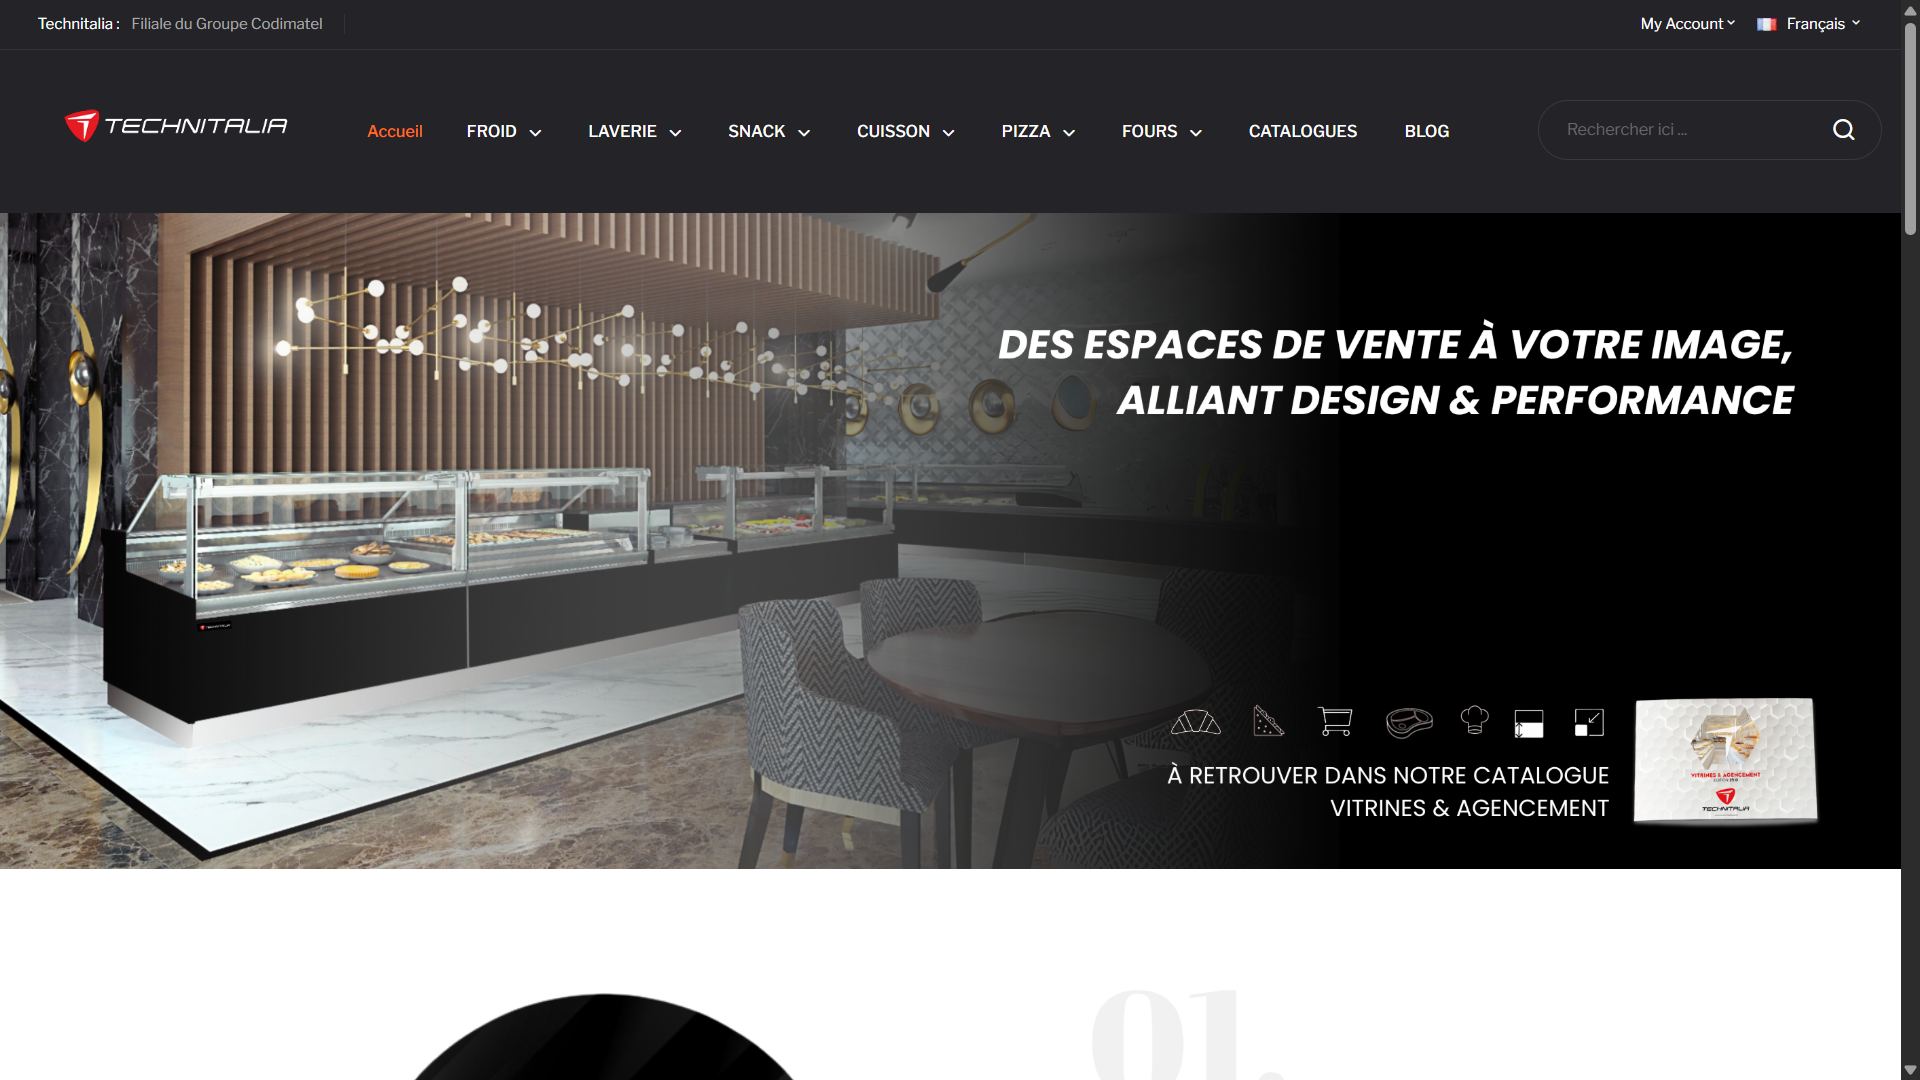 Technitalia : Filiale du Groupe Codimatel
My Account
Français
TECHNITALIA
Accueil
FROID
LAVERIE
SNACK
CUISSON
PIZZA
FOURS
CATALOGUES
BLOG
Rechercher ici ...
DES ESPACES DE VENTE À VOTRE IMAGE,
ALLIANT DESIGN & PERFORMANCE
TECHNITALIA
À RETROUVER DANS NOTRE CATALOGUE
VITRINES & AGENCEMENT
VITRINES & AGENCEMENT
TECHNITALIA
01.